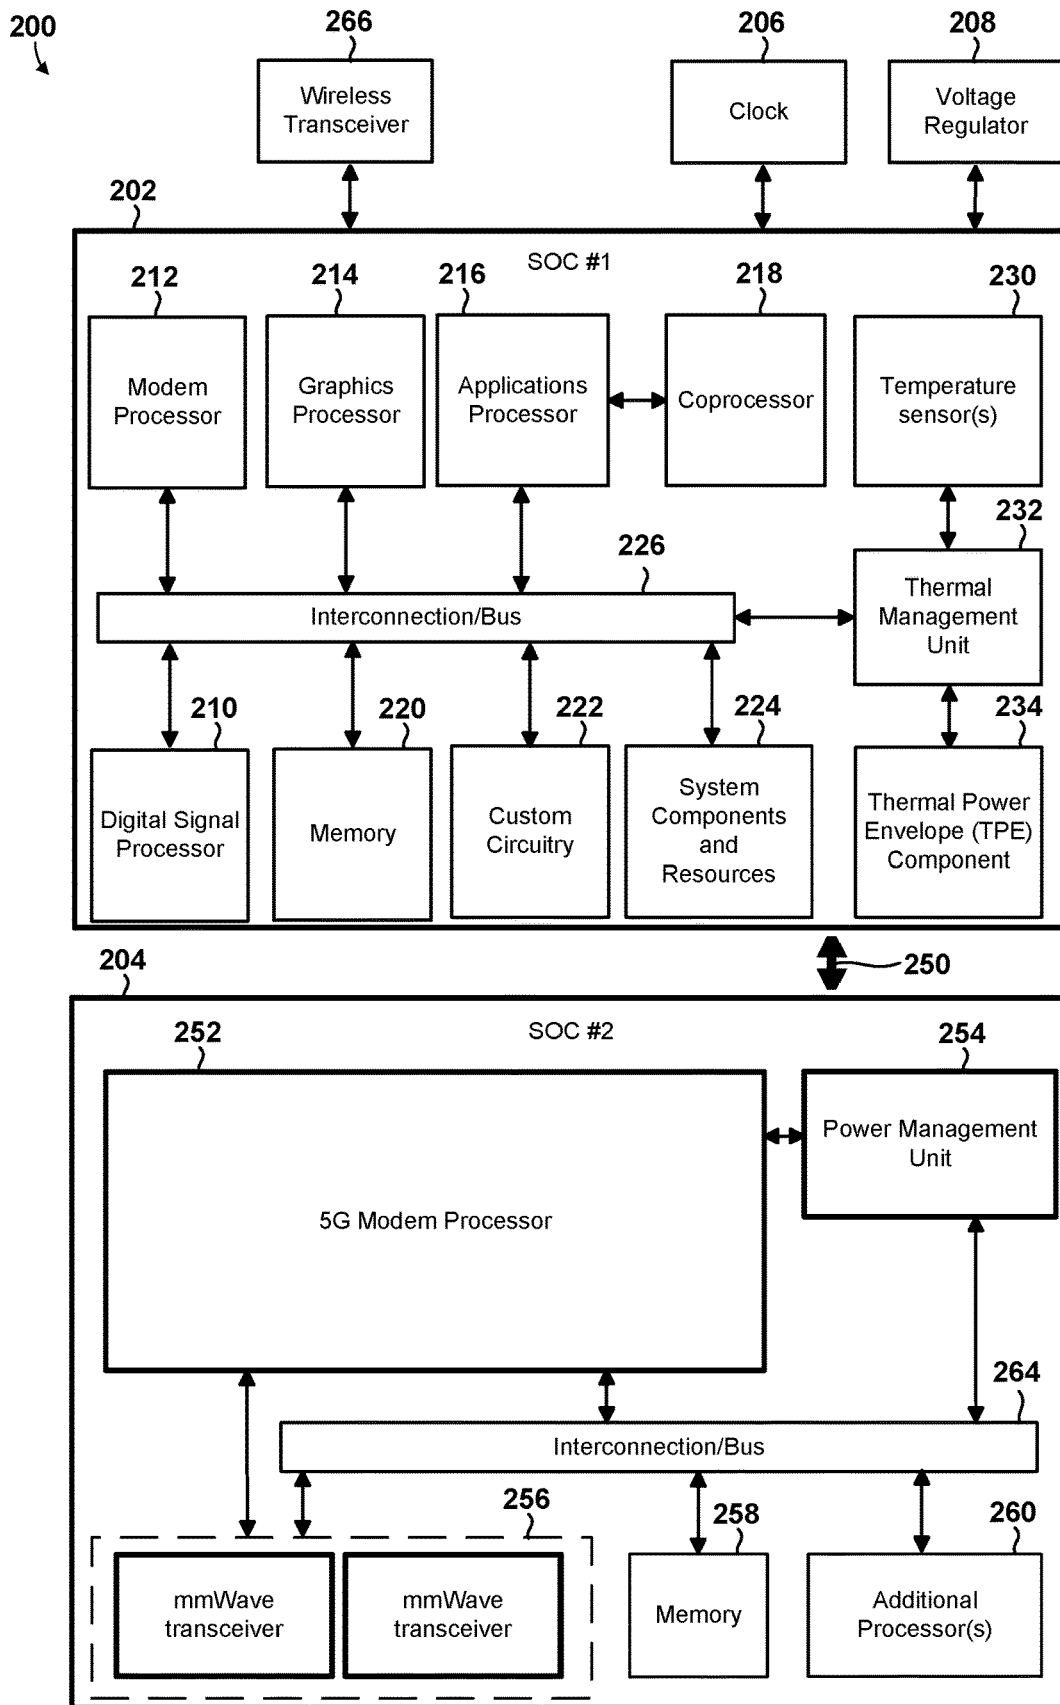 200
266
206
208
Wireless
Transceiver
Clock
Voltage
Regulator
202
SOC #1
212
214
216
218
230
Modem
Processor
Graphics
Processor
Applications
Processor
Coprocessor
Temperature
sensor(s)
232
226
Interconnection/Bus
Thermal
Management
Unit
210
220
222
224
234
Digital Signal
Processor
Memory
Custom
Circuitry
System
Components
and
Resources
Thermal Power
Envelope (TPE)
Component
204
250
SOC #2
252
254
5G Modem Processor
Power Management
Unit
264
Interconnection/Bus
256
258
260
mmWave
transceiver
mmWave
transceiver
Memory
Additional
Processor(s)